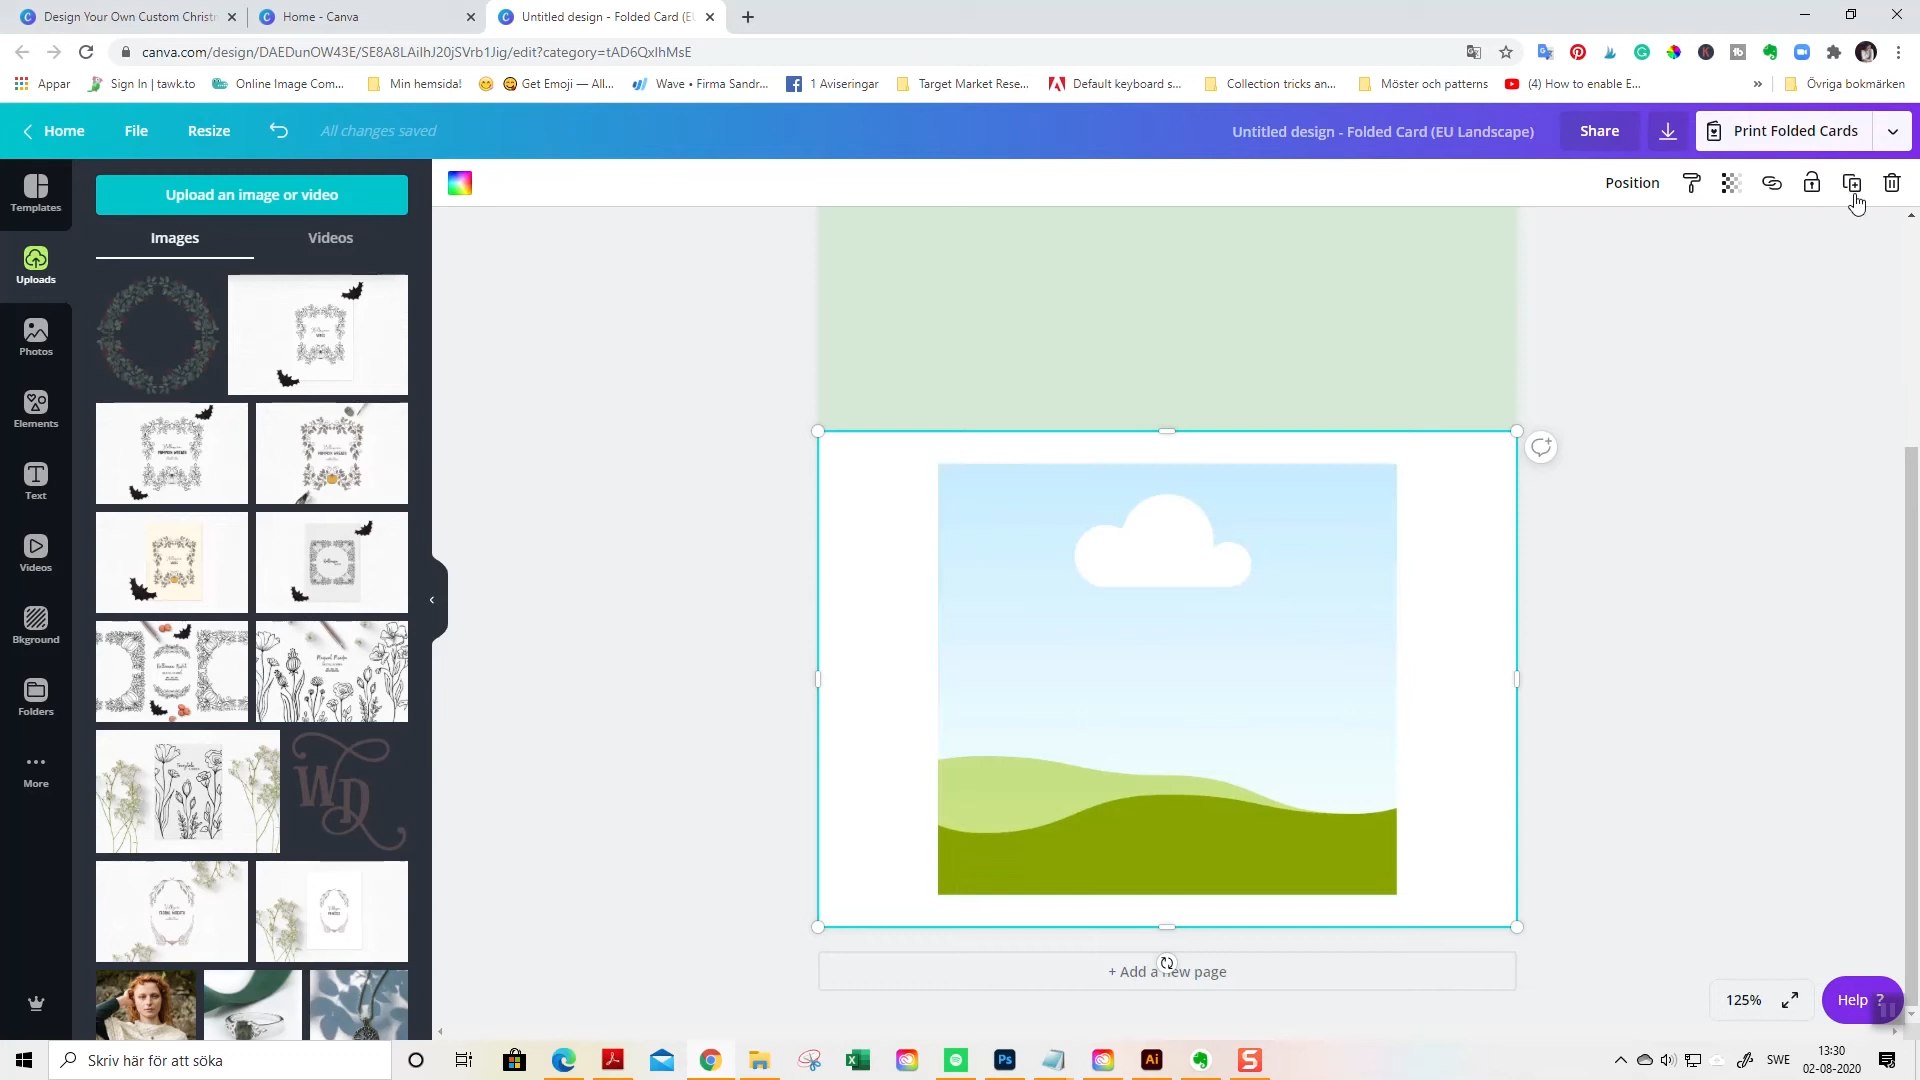 Design Your Own Custom Christm
Home - Canva
Untitled design - Folded Card (EU
canva.com/design/DAEDunOW43E/SE8A8LAiIhJ20jSVrb1Jig/edit?category=tAD6QxIhMsE
Appar
Sign In | tawk.to
Online Image Com...
Min hemsida!
Get Emoji — All...
Wave • Firma Sandr...
1 Aviseringar
Target Market Rese...
Default keyboard s...
Collection tricks an...
Möster och patterns
(4) How to enable E...
»
Övriga bokmärken
Home
File
Resize
All changes saved
Untitled design - Folded Card (EU Landscape)
Share
Print Folded Cards
Templates
Uploads
Photos
Elements
Text
Videos
Bkground
Folders
More
Upload an image or video
Images
Videos
WD
Position
+ Add a new page
125%
Help ?
Skriv här för att söka
SWE
13:30
02-08-2020